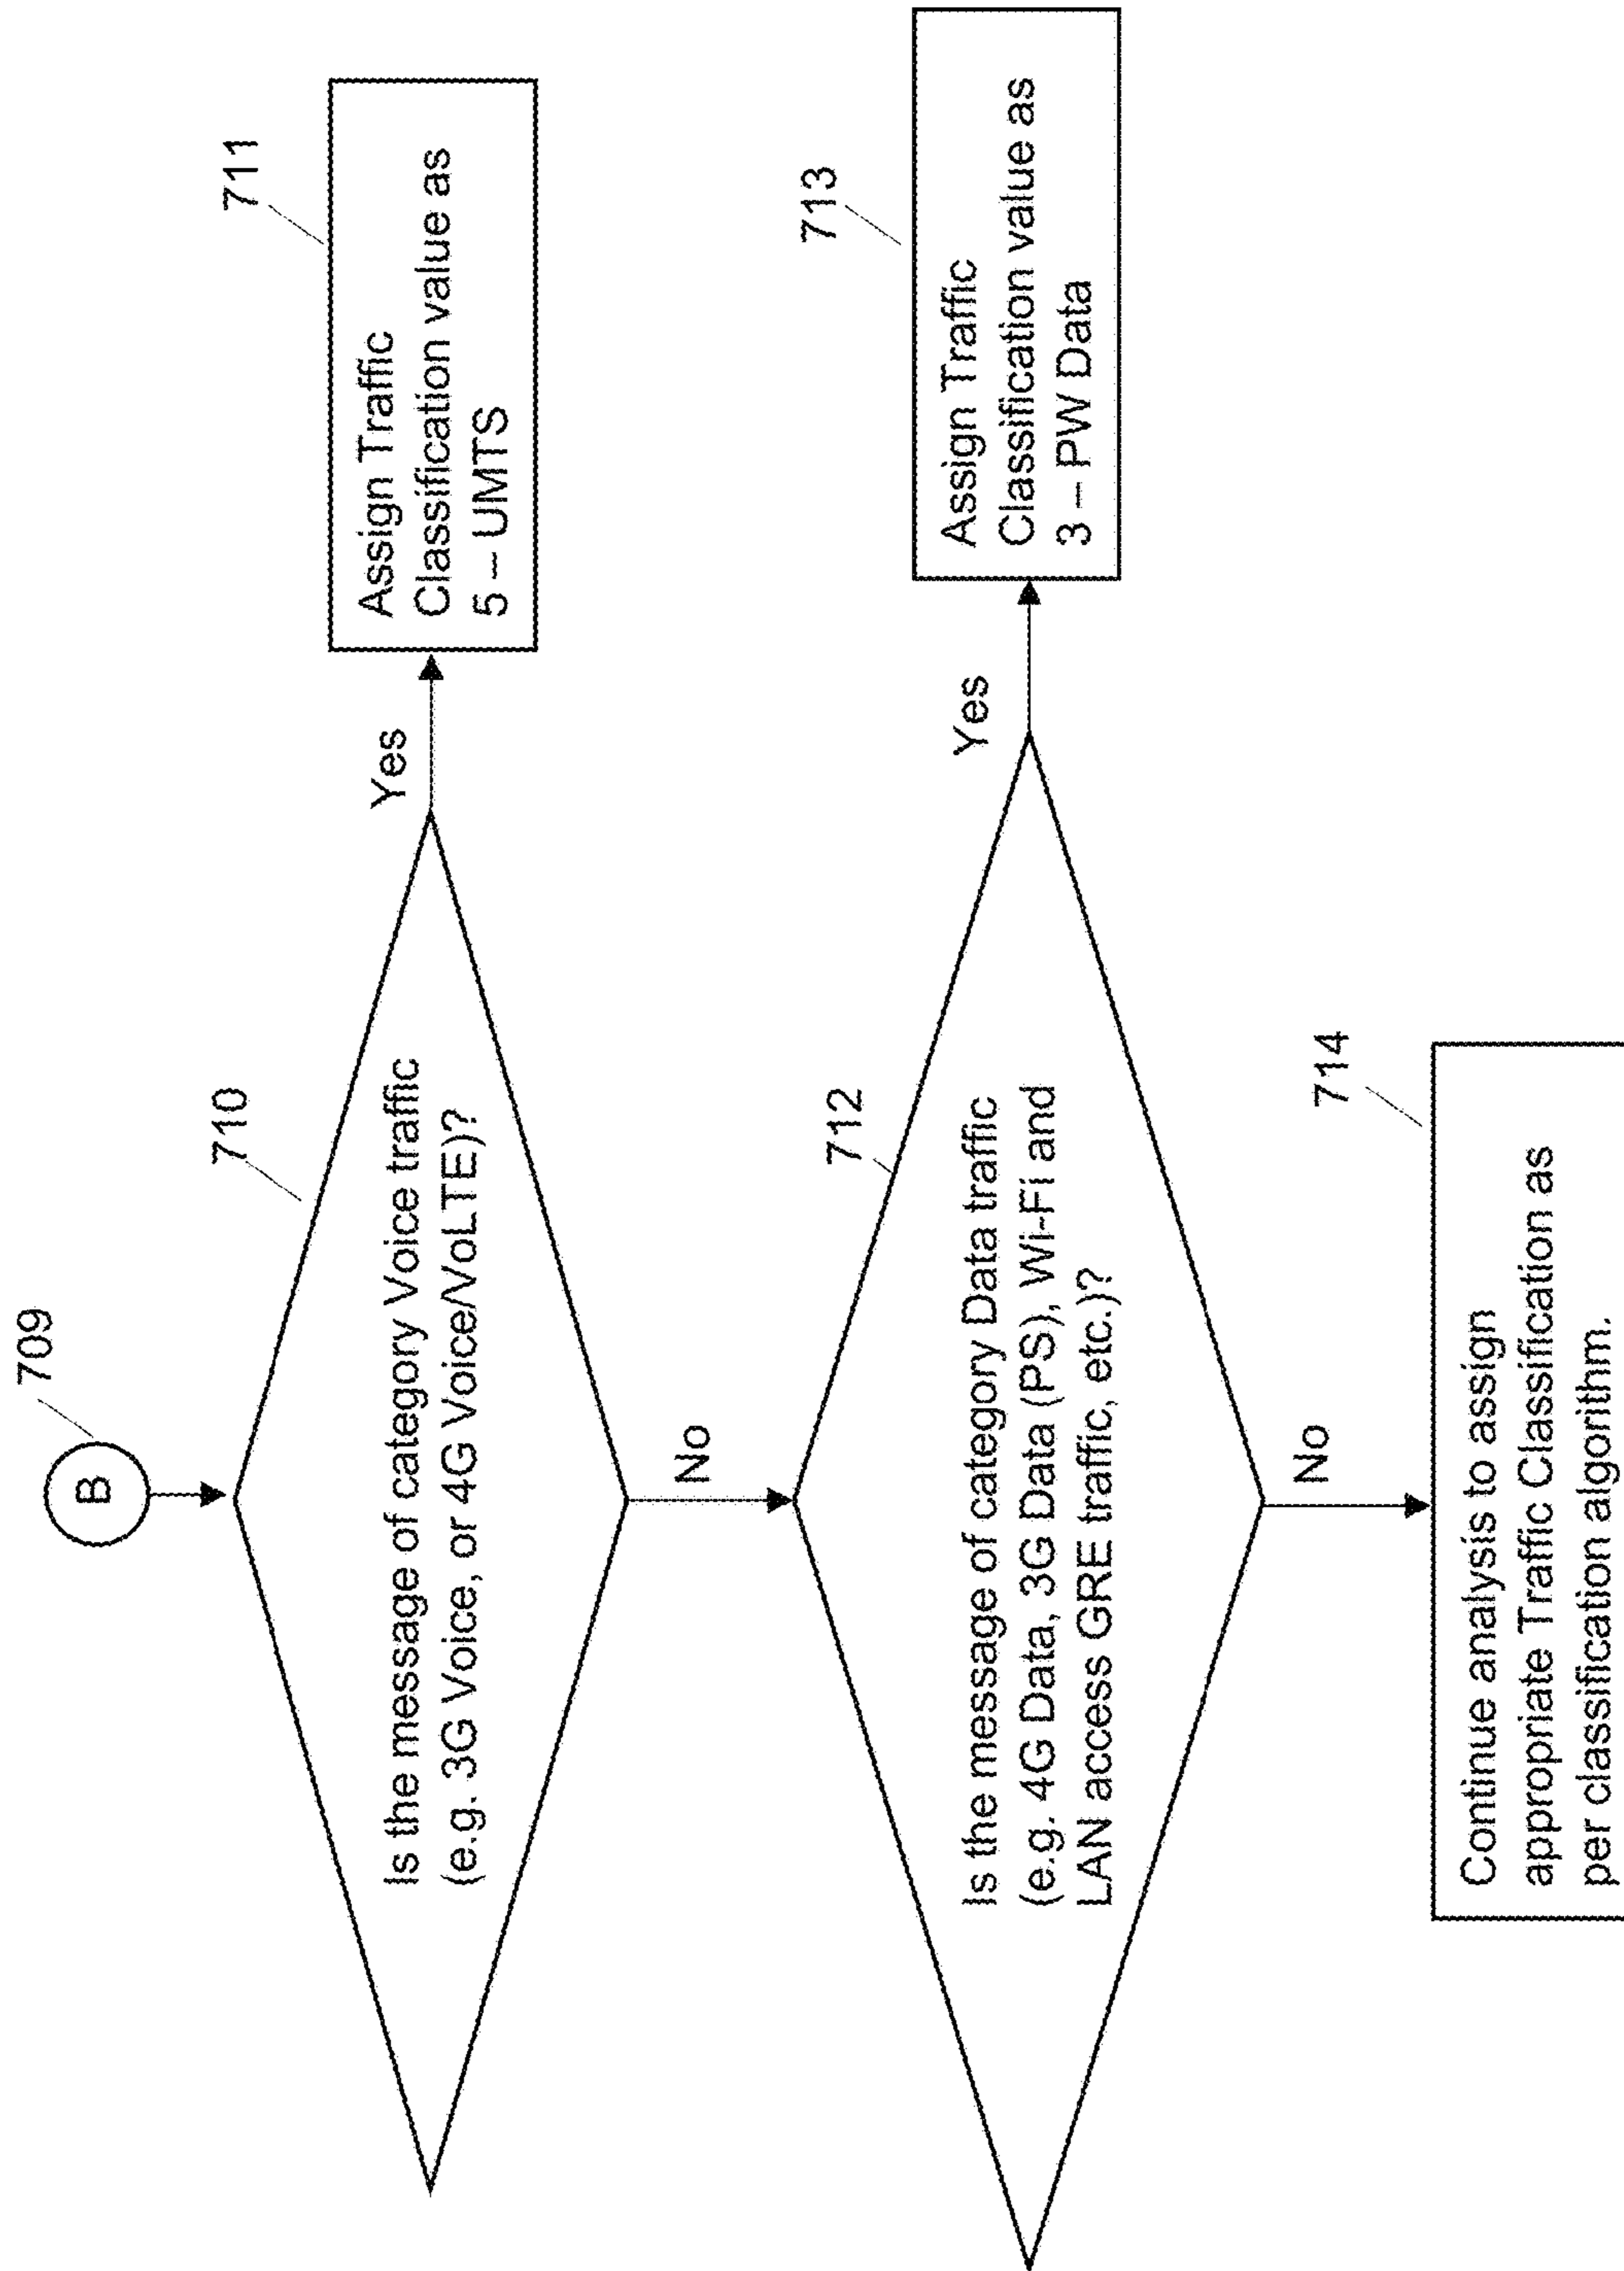 709
B
710
Is the message of category Voice traffic
(e.g. 3G Voice, or 4G Voice/VoLTE)?
Yes
711
Assign Traffic
Classification value as
5 – UMTS
No
712
Is the message of category Data traffic
(e.g. 4G Data, 3G Data (PS), Wi-Fi and
LAN access GRE traffic, etc.)?
Yes
713
Assign Traffic
Classification value as
3 – PW Data
No
714
Continue analysis to assign
appropriate Traffic Classification as
per classification algorithm.